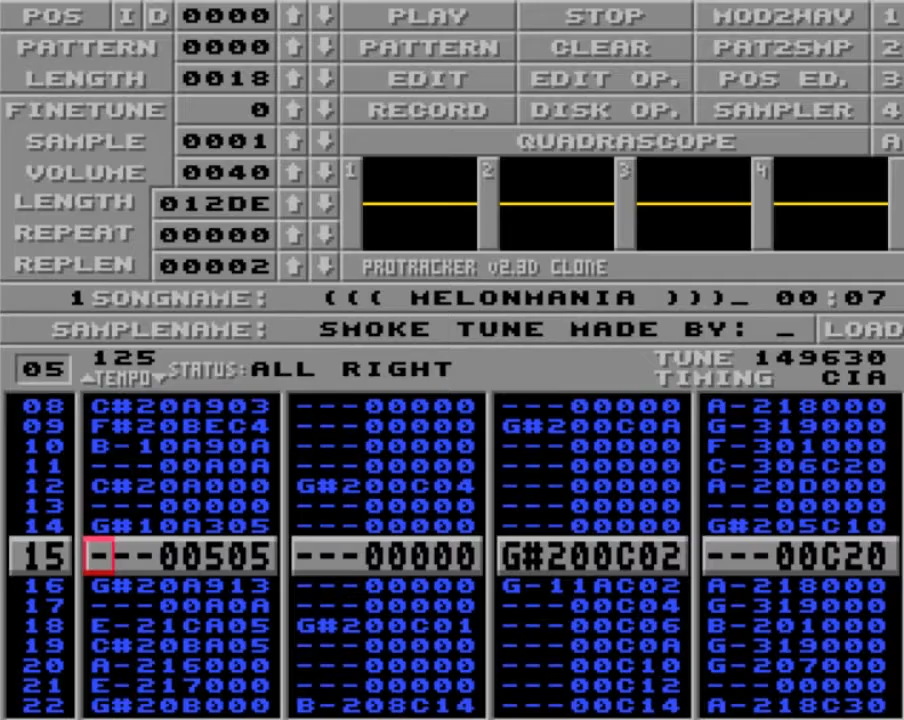 POS I D 0000 PLAY STOP MOD2WAV 1
PATTERN 0000 PATTERN CLEAR PAT2SMP 2
LENGTH 0018 EDIT EDIT OP. POS ED. 3
FINETUNE 0 RECORD DISK OP. SAMPLER 4
SAMPLE 0001 QUADRASCOPE A
VOLUME 0040 1 2 3 4
LENGTH 012DE
REPEAT 00000
REPLEN 00002 PROTRACKER v2.3D CLONE
1 SONGNAME: ((( MELONMANIA )))_ 00:07
SAMPLENAME: SMOKE TUNE MADE BY: _ LOAD
05 125 TEMPO STATUS: ALL RIGHT TUNE 149630
TIMING CIA
08 C#20A903 ---00000 ---00000 A-218000
09 F#20BEC4 ---00000 G#200C0A G-319000
10 B-10A90A ---00000 ---00000 F-301000
11 ---00A0A ---00000 ---00000 C-306C20
12 C#20A000 G#200C04 ---00000 A-20D000
13 ---00000 ---00000 ---00000 ---00000
14 G#10A305 ---00000 ---00000 G#205C10
15 ---00505 ---00000 G#200C02 ---00C20
16 G#20A913 ---00000 G-11AC02 A-218000
17 ---00A0A ---00000 ---00C04 G-319000
18 E-21CA05 G#200C01 ---00C06 B-201000
19 C#20BA05 ---00000 ---00C0A G-319000
20 A-216000 ---00000 ---00C10 G-207000
21 E-217000 ---00000 ---00C12 ---00000
22 G#20B000 B-208C14 ---00C14 A-218000